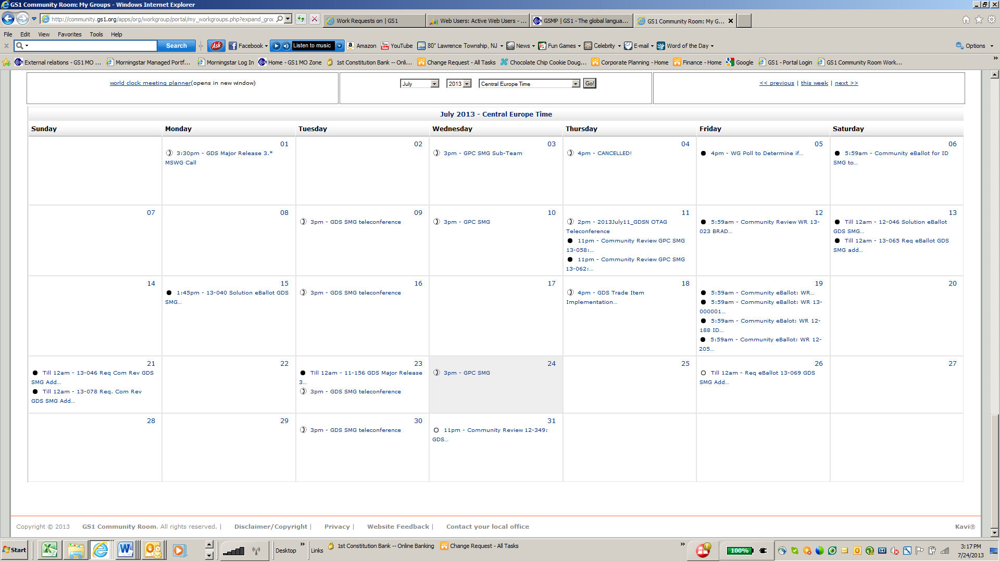 GS1 Community Room: My Groups - Windows Internet Explorer
http://community.gs1.org/apps/org/workgroup/portal/my_workgroups.php?expand_grou
Work Requests on | GS1
Web Users: Active Web Users - ...
GSMP | GS1 - The global langua...
GS1 Community Room: My G...
File Edit View Favorites Tools Help
Search
Ask
Facebook
Listen to music
Amazon
YouTube
80° Lawrence Township, NJ
News
Fun Games
Celebrity
E-mail
Word of the Day
Options
External relations - GS1 MO ...
Morningstar Managed Portf...
Morningstar Log In
Home - GS1 MO Zone
1st Constitution Bank -- Onli...
Change Request - All Tasks
Chocolate Chip Cookie Doug...
Corporate Planning - Home
Finance - Home
Google
GS1 - Portal Login
GS1 Community Room Work...
world clock meeting planner(opens in new window)
July 2013 Central Europe Time Go!
<< previous | this week | next >>
July 2013 - Central Europe Time
Sunday Monday Tuesday Wednesday Thursday Friday Saturday
01
3:30pm - GDS Major Release 3.*
MSWG Call
02
03
3pm - GPC SMG Sub-Team
04
4pm - CANCELLED!
05
4pm - WG Poll to Determine if...
06
5:59am - Community eBallot for ID
SMG to...
07
08
09
3pm - GDS SMG teleconference
10
3pm - GPC SMG
11
2pm - 2013July11_GDSN OTAG
Teleconference
11pm - Community Review GPC SMG
13-058:...
11pm - Community Review GPC SMG
13-062:...
12
5:59am - Community Review WR 13-
023 BRAD...
13
Till 12am - 12-046 Solution eBallot
GDS SMG...
Till 12am - 13-065 Req eBallot GDS
SMG add...
14
15
1:45pm - 13-040 Solution eBallot GDS
SMG...
16
3pm - GDS SMG teleconference
17
18
4pm - GDS Trade Item
Implementation...
19
5:59am - Community eBallot: WR...
5:59am - Community eBallot: WR 13-
000001...
5:59am - Community eBalot: WR 12-
188 ID...
5:59am - Community eBallot: WR 12-
205...
20
21
Till 12am - 13-046 Req Com Rev GDS
SMG Add...
Till 12am - 13-078 Req. Com Rev
GDS SMG Add...
22
23
Till 12am - 11-156 GDS Major Release
3...
3pm - GDS SMG teleconference
24
3pm - GPC SMG
25
26
Till 12am - Req eBallot 13-069 GDS
SMG Add...
27
28
29
30
3pm - GDS SMG teleconference
31
11pm - Community Review 12-349:
GDS...
Copyright © 2013 GS1 Community Room. All rights reserved. | Disclaimer/Copyright | Privacy | Website Feedback | Contact your local office
Kavi®
Start
Desktop
Links
1st Constitution Bank -- Online Banking
Change Request - All Tasks
100%
3:17 PM
7/24/2013